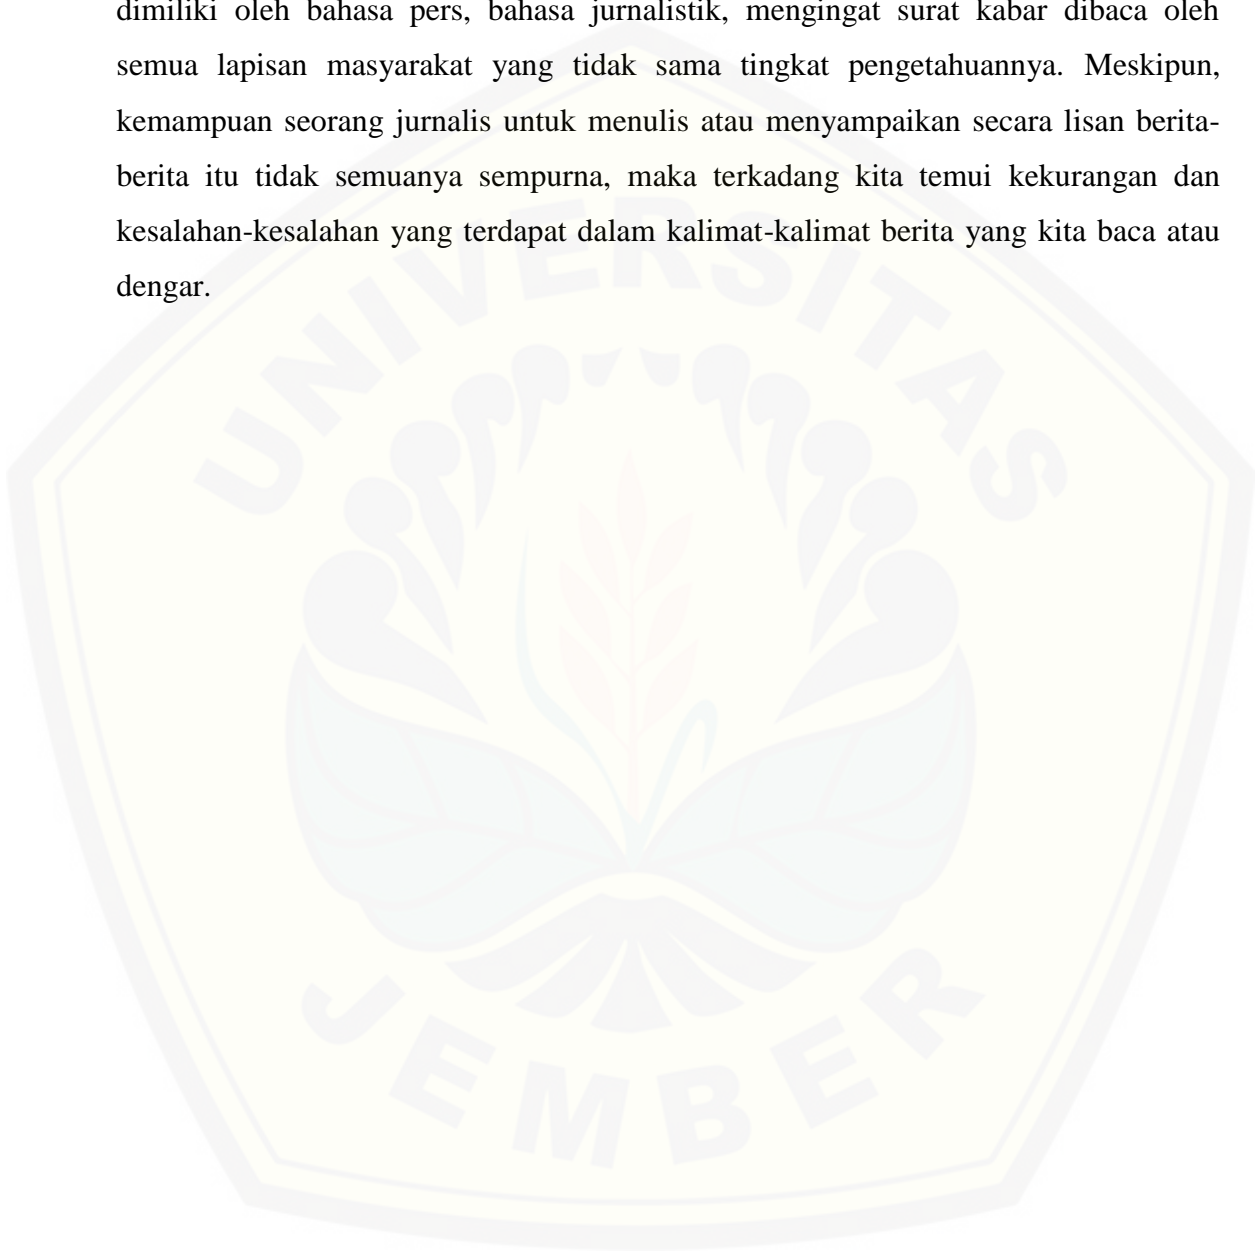 dimiliki oleh bahasa pers, bahasa jurnalistik, mengingat surat kabar dibaca oleh
semua lapisan masyarakat yang tidak sama tingkat pengetahuannya. Meskipun,
kemampuan seorang jurnalis untuk menulis atau menyampaikan secara lisan berita-
berita itu tidak semuanya sempurna, maka terkadang kita temui kekurangan dan
kesalahan-kesalahan yang terdapat dalam kalimat-kalimat berita yang kita baca atau
dengar.
UNIVERSITAS
JEMBER